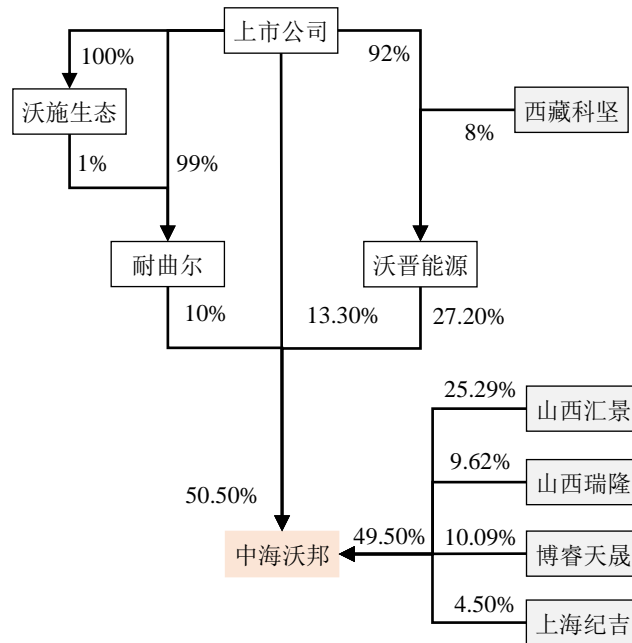 上市公司
100%
92%
沃施生态
西藏科坚
8%
1%
99%
耐曲尔
沃晋能源
10%
13.30%
27.20%
25.29%
山西汇景
9.62%
山西瑞隆
50.50%
中海沃邦
49.50%
10.09%
博睿天晟
4.50%
上海纪吉